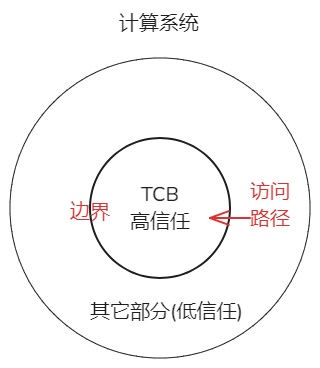 计算系统
TCB
高信任
边界
访问
路径
其它部分(低信任)